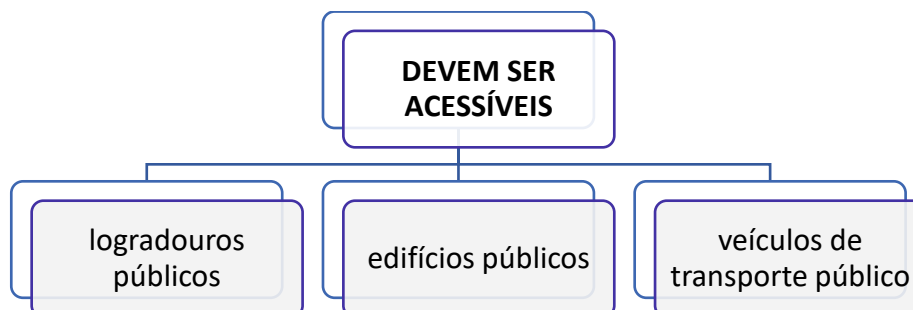 DEVEM SER
ACESSÍVEIS
logradouros
públicos
edifícios públicos
veículos de
transporte público